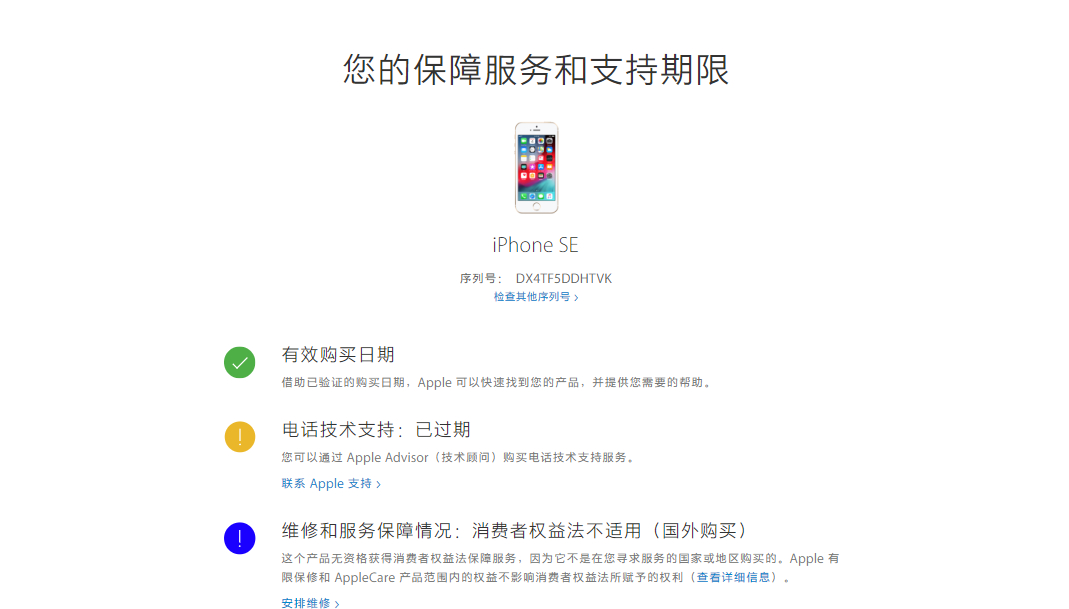 您的保障服务和支持期限
iPhone SE
序列号： DX4TF5DDHTVK
检查其他序列号 ›
有效购买日期
借助已验证的购买日期，Apple 可以快速找到您的产品，并提供您需要的帮助。
电话技术支持：已过期
您可以通过 Apple Advisor（技术顾问）购买电话技术支持服务。
联系 Apple 支持 ›
维修和服务保障情况：消费者权益法不适用（国外购买）
这个产品无资格获得消费者权益法保障服务，因为它不是在您寻求服务的国家或地区购买的。Apple 有
限保修和 AppleCare 产品范围内的权益不影响消费者权益法所赋予的权利（查看详细信息）。
安排维修 ›